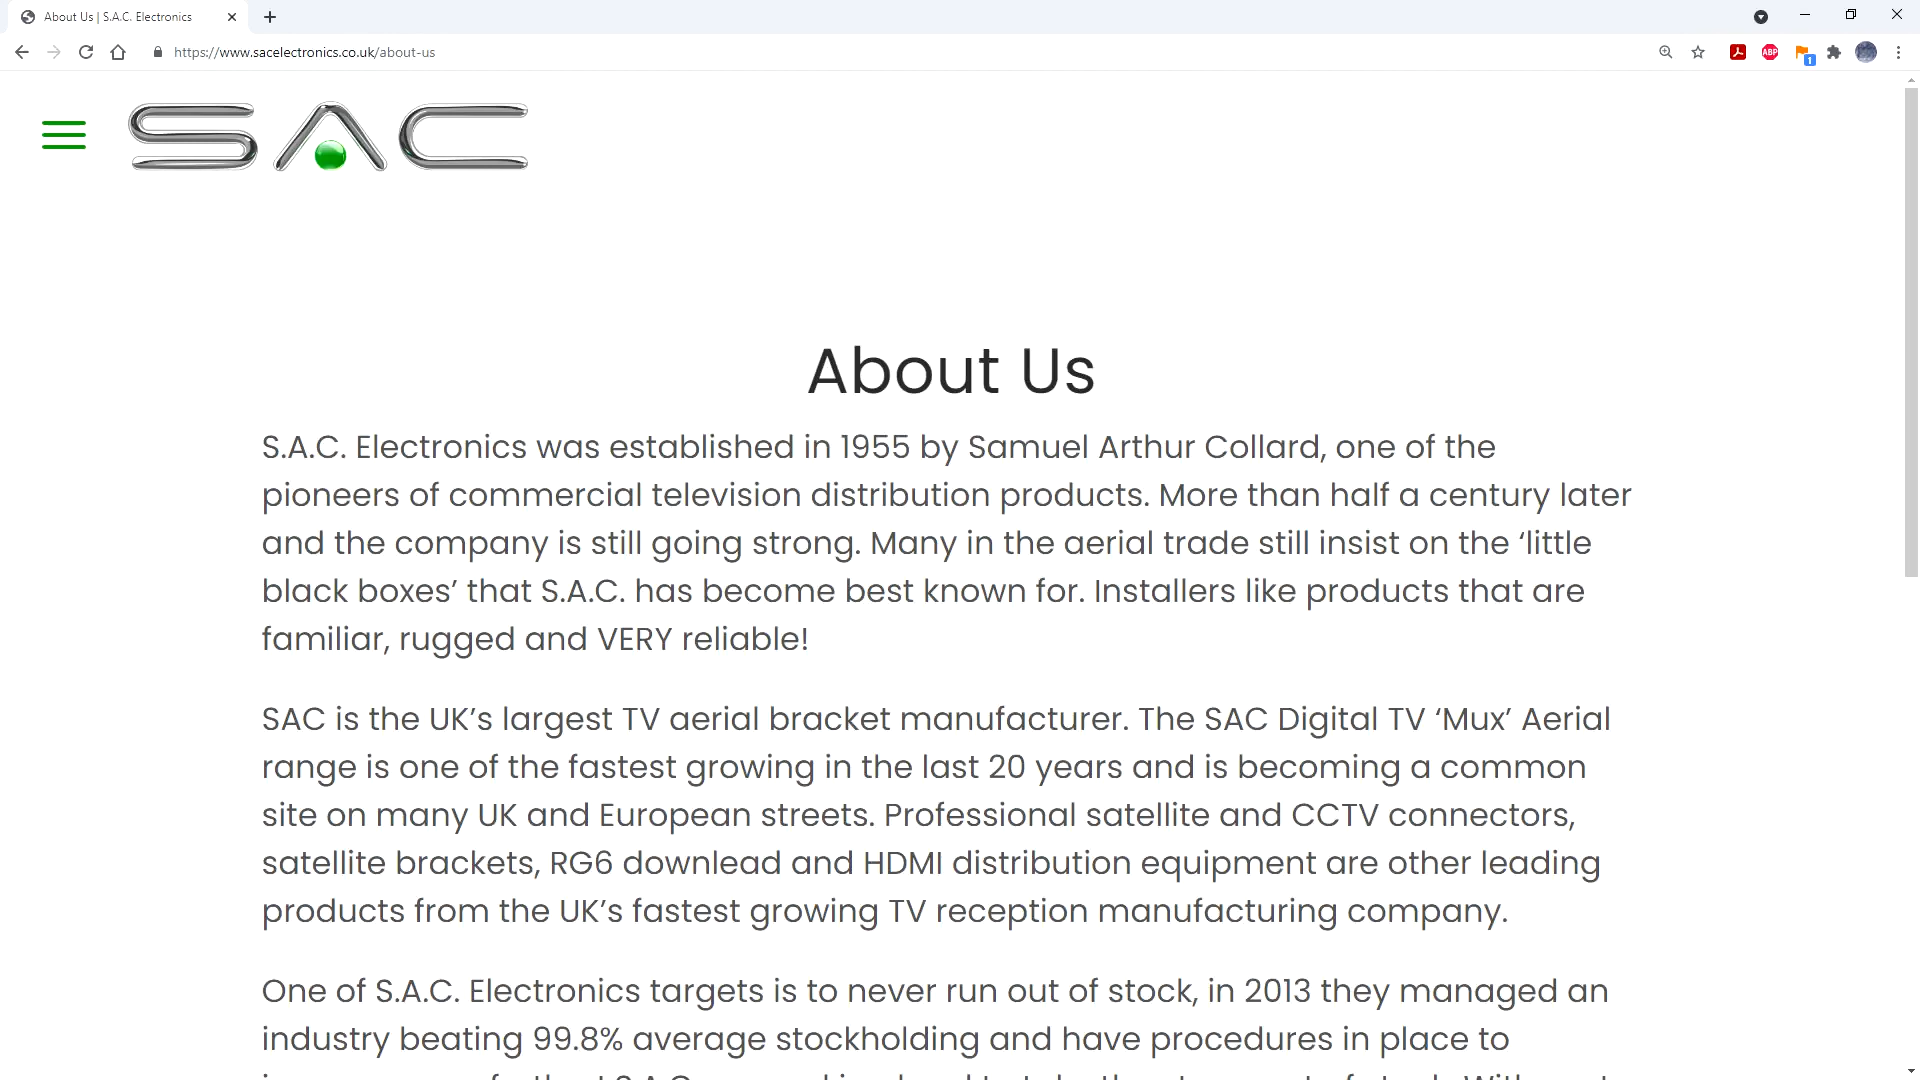 About Us | S.A.C. Electronics
https://www.sacelectronics.co.uk/about-us
ABP
1
SAC
About Us
S.A.C. Electronics was established in 1955 by Samuel Arthur Collard, one of the
pioneers of commercial television distribution products. More than half a century later
and the company is still going strong. Many in the aerial trade still insist on the ‘little
black boxes’ that S.A.C. has become best known for. Installers like products that are
familiar, rugged and VERY reliable!
SAC is the UK’s largest TV aerial bracket manufacturer. The SAC Digital TV ‘Mux’ Aerial
range is one of the fastest growing in the last 20 years and is becoming a common
site on many UK and European streets. Professional satellite and CCTV connectors,
satellite brackets, RG6 downlead and HDMI distribution equipment are other leading
products from the UK’s fastest growing TV reception manufacturing company.
One of S.A.C. Electronics targets is to never run out of stock, in 2013 they managed an
industry beating 99.8% average stockholding and have procedures in place to